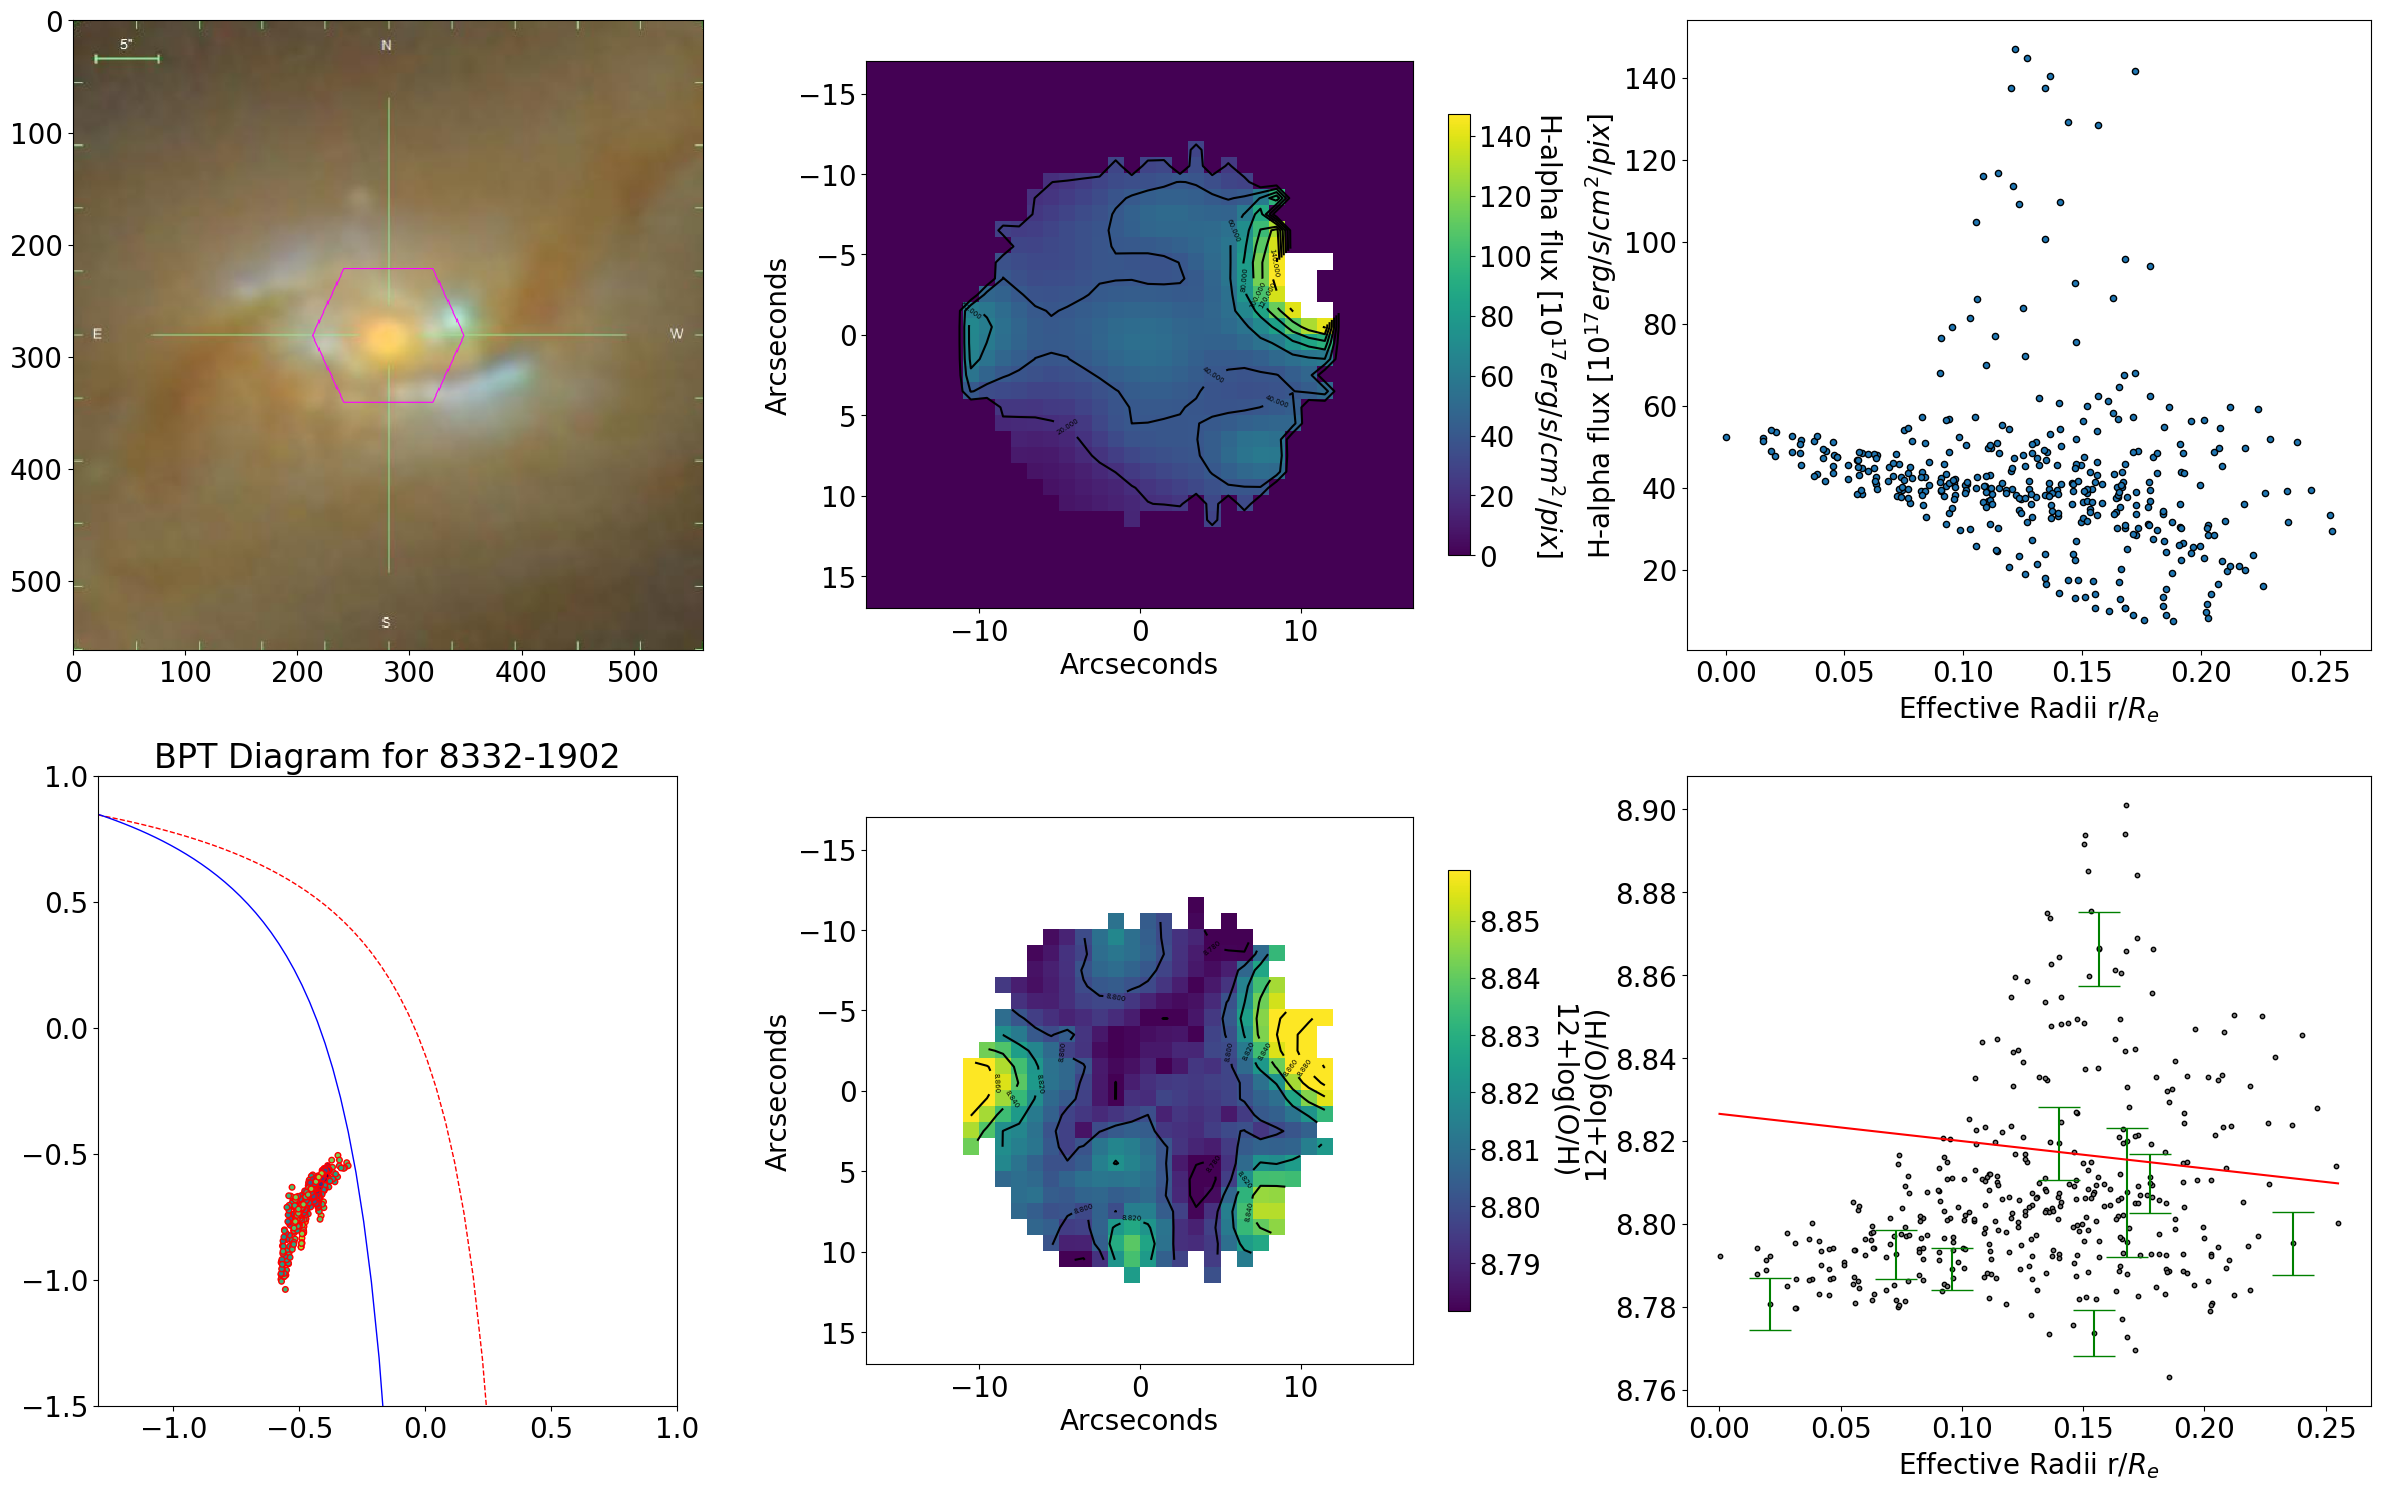 0
100
200
300
400
500
0 100 200 300 400 500
5"
N
E
W
S
−15
−10
−5
0
5
10
15
−10 0 10
Arcseconds
Arcseconds
140
120
100
80
60
40
20
0
H-alpha flux [10^17 erg/s/cm^2/pix]
H-alpha flux [10^17 erg/s/cm^2/pix]
140
120
100
80
60
40
20
0.00 0.05 0.10 0.15 0.20 0.25
Effective Radii r/R_e
BPT Diagram for 8332-1902
1.0
0.5
0.0
−0.5
−1.0
−1.5
−1.0 −0.5 0.0 0.5 1.0
−15
−10
−5
0
5
10
15
−10 0 10
Arcseconds
Arcseconds
8.85
8.84
8.83
8.82
8.81
8.80
8.79
12+log(O/H)
12+log(O/H)
8.90
8.88
8.86
8.84
8.82
8.80
8.78
8.76
0.00 0.05 0.10 0.15 0.20 0.25
Effective Radii r/R_e